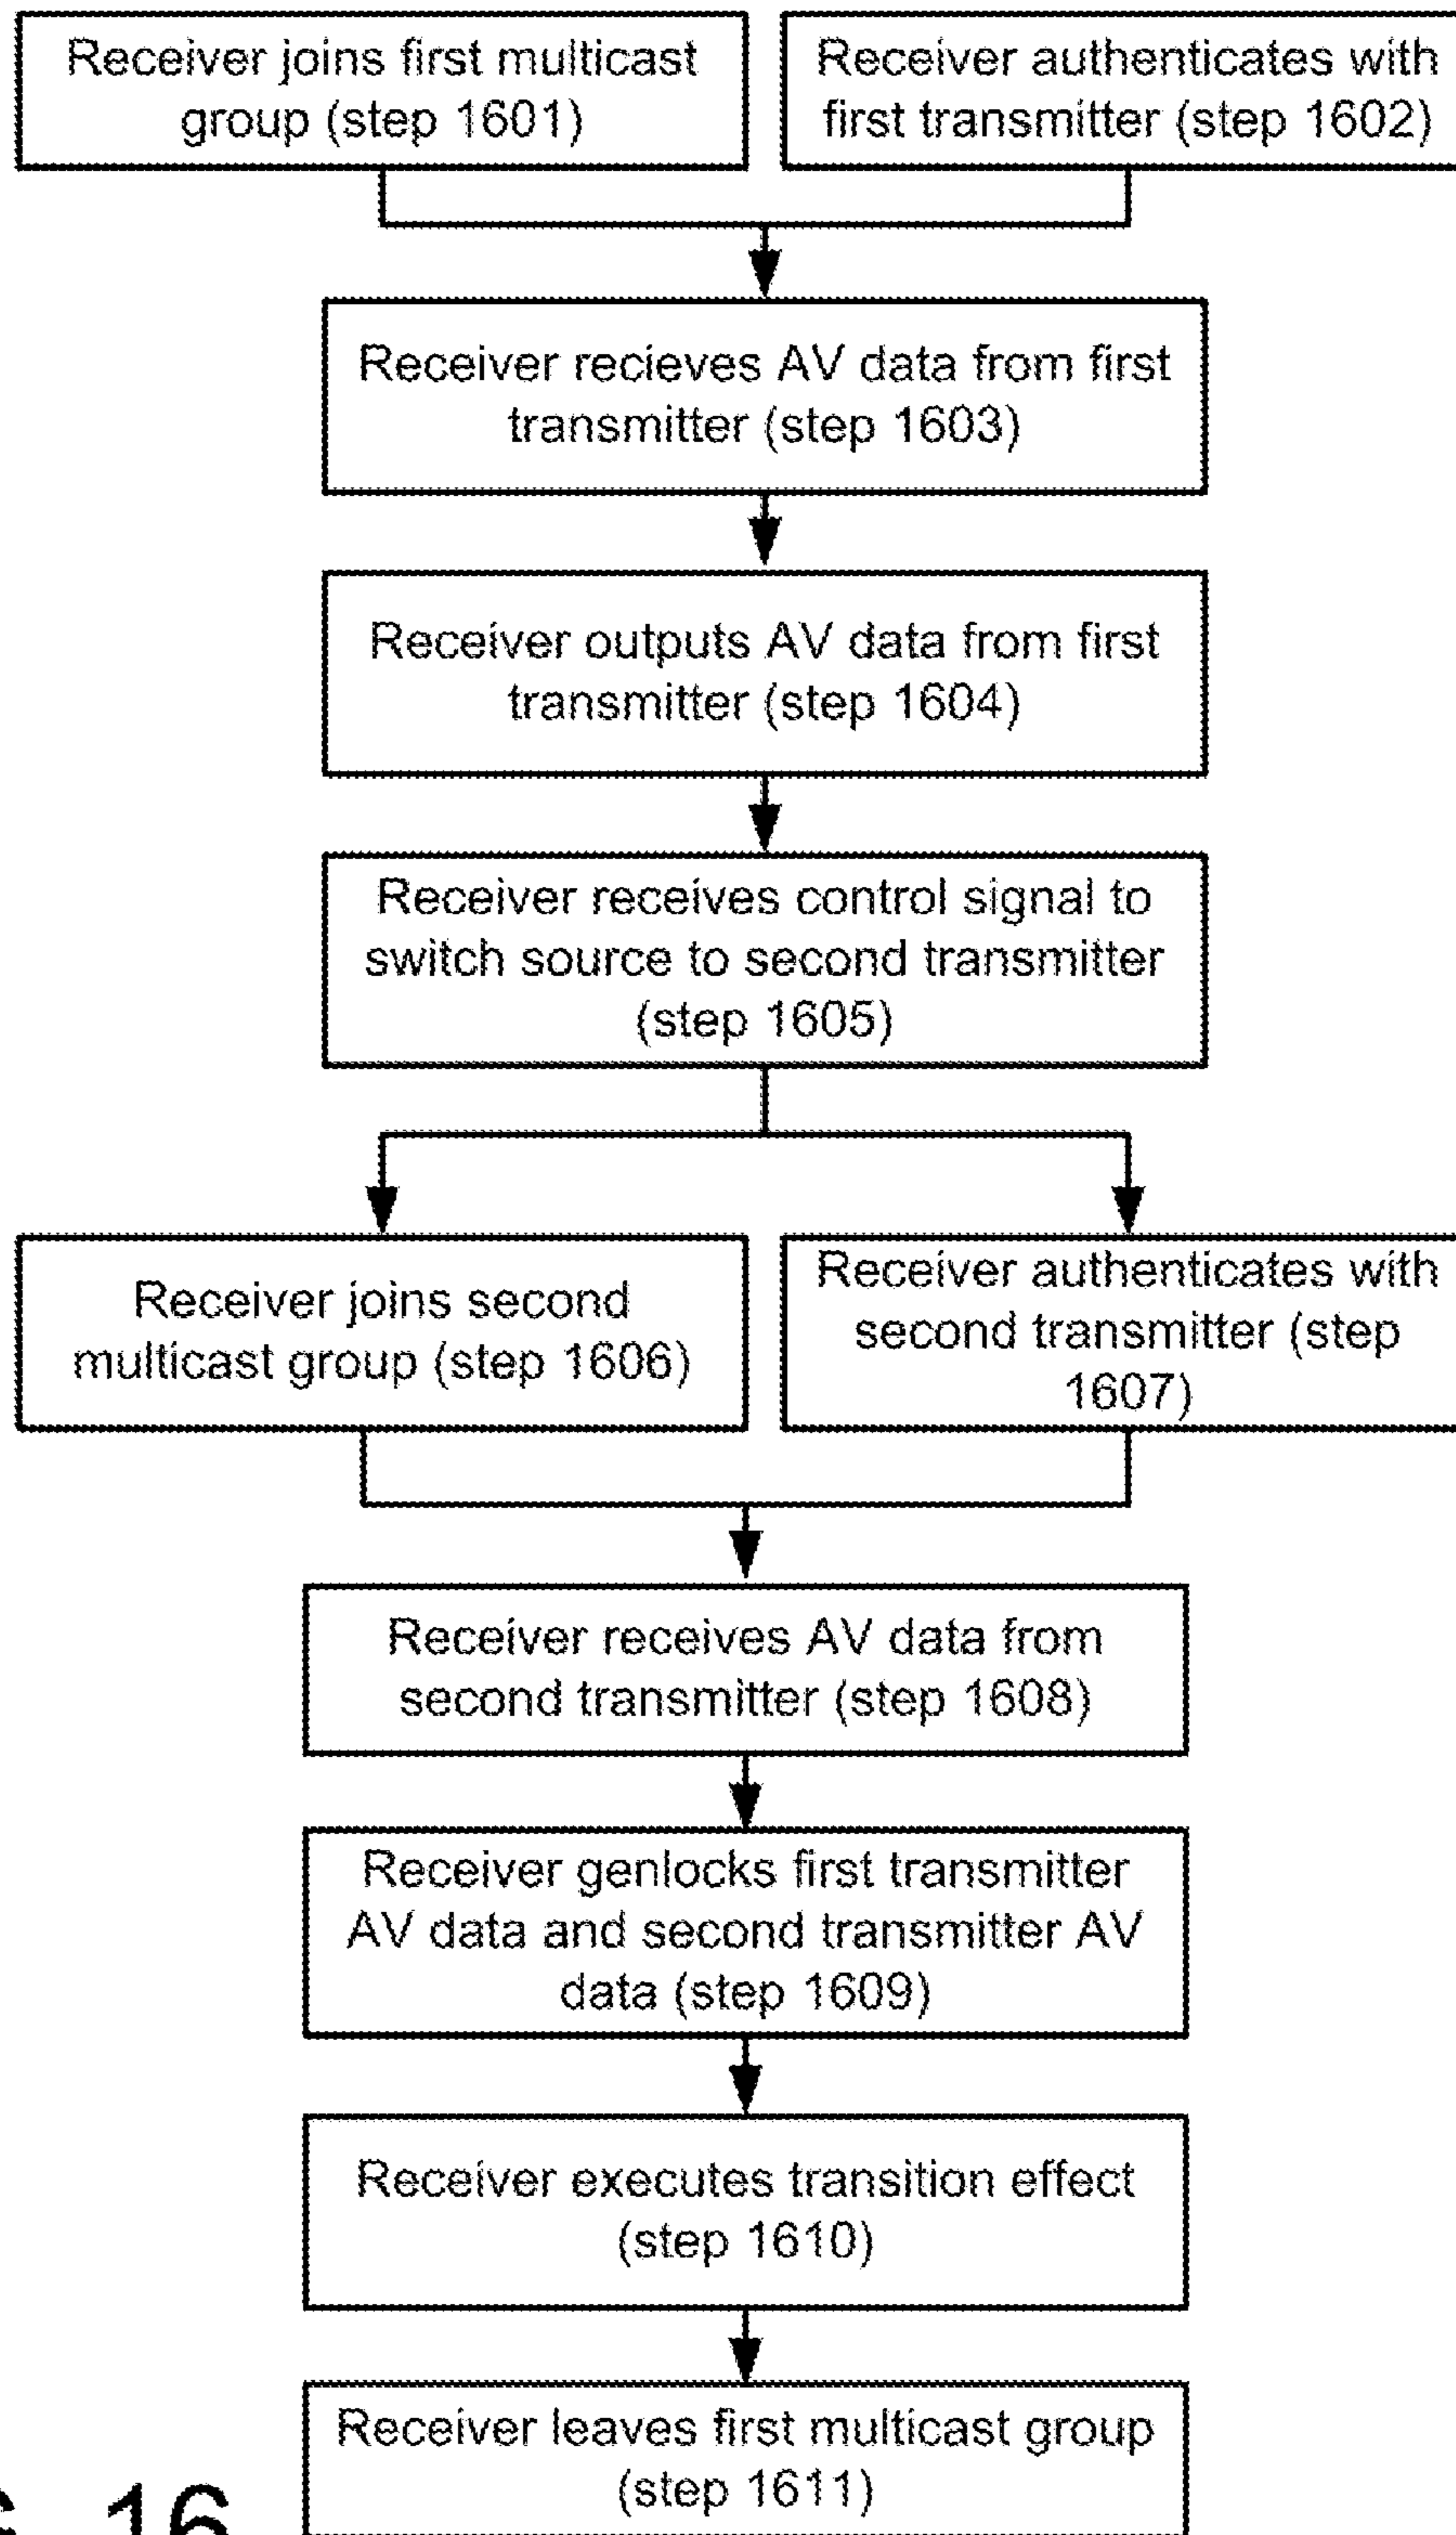 Receiver joins first multicast
group (step 1601)
Receiver authenticates with
first transmitter (step 1602)
Receiver recieves AV data from first
transmitter (step 1603)
Receiver outputs AV data from first
transmitter (step 1604)
Receiver receives control signal to
switch source to second transmitter
(step 1605)
Receiver joins second
multicast group (step 1606)
Receiver authenticates with
second transmitter (step
1607)
Receiver receives AV data from
second transmitter (step 1608)
Receiver genlocks first transmitter
AV data and second transmitter AV
data (step 1609)
Receiver executes transition effect
(step 1610)
Receiver leaves first multicast group
(step 1611)
16